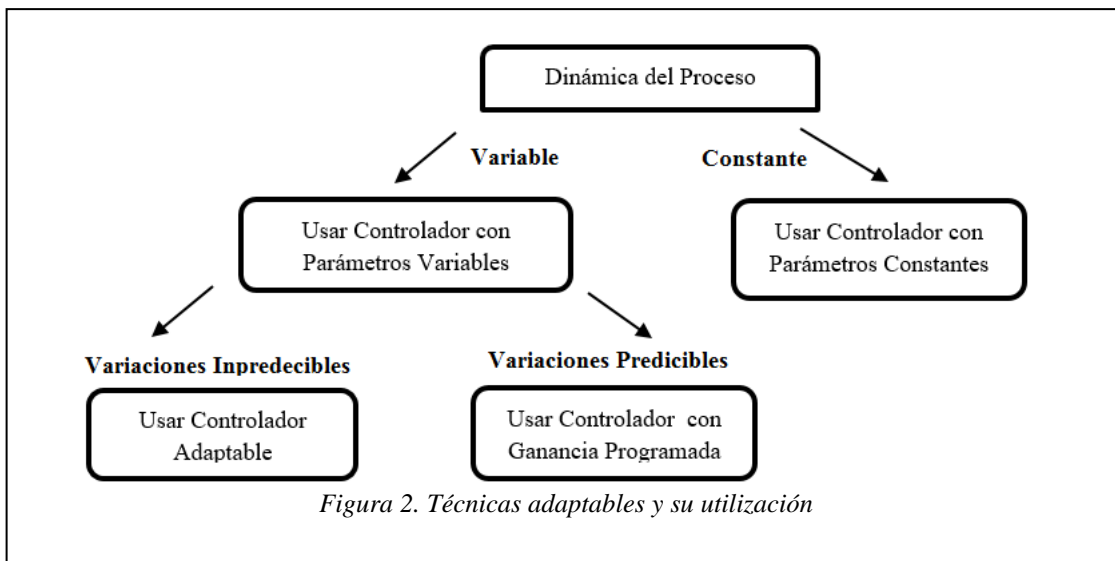 Dinámica del Proceso
Variable
Constante
Usar Controlador con
Parámetros Variables
Usar Controlador con
Parámetros Constantes
Variaciones Inpredecibles
Variaciones Predicibles
Usar Controlador
Adaptable
Usar Controlador con
Ganancia Programada
Figura 2. Técnicas adaptables y su utilización